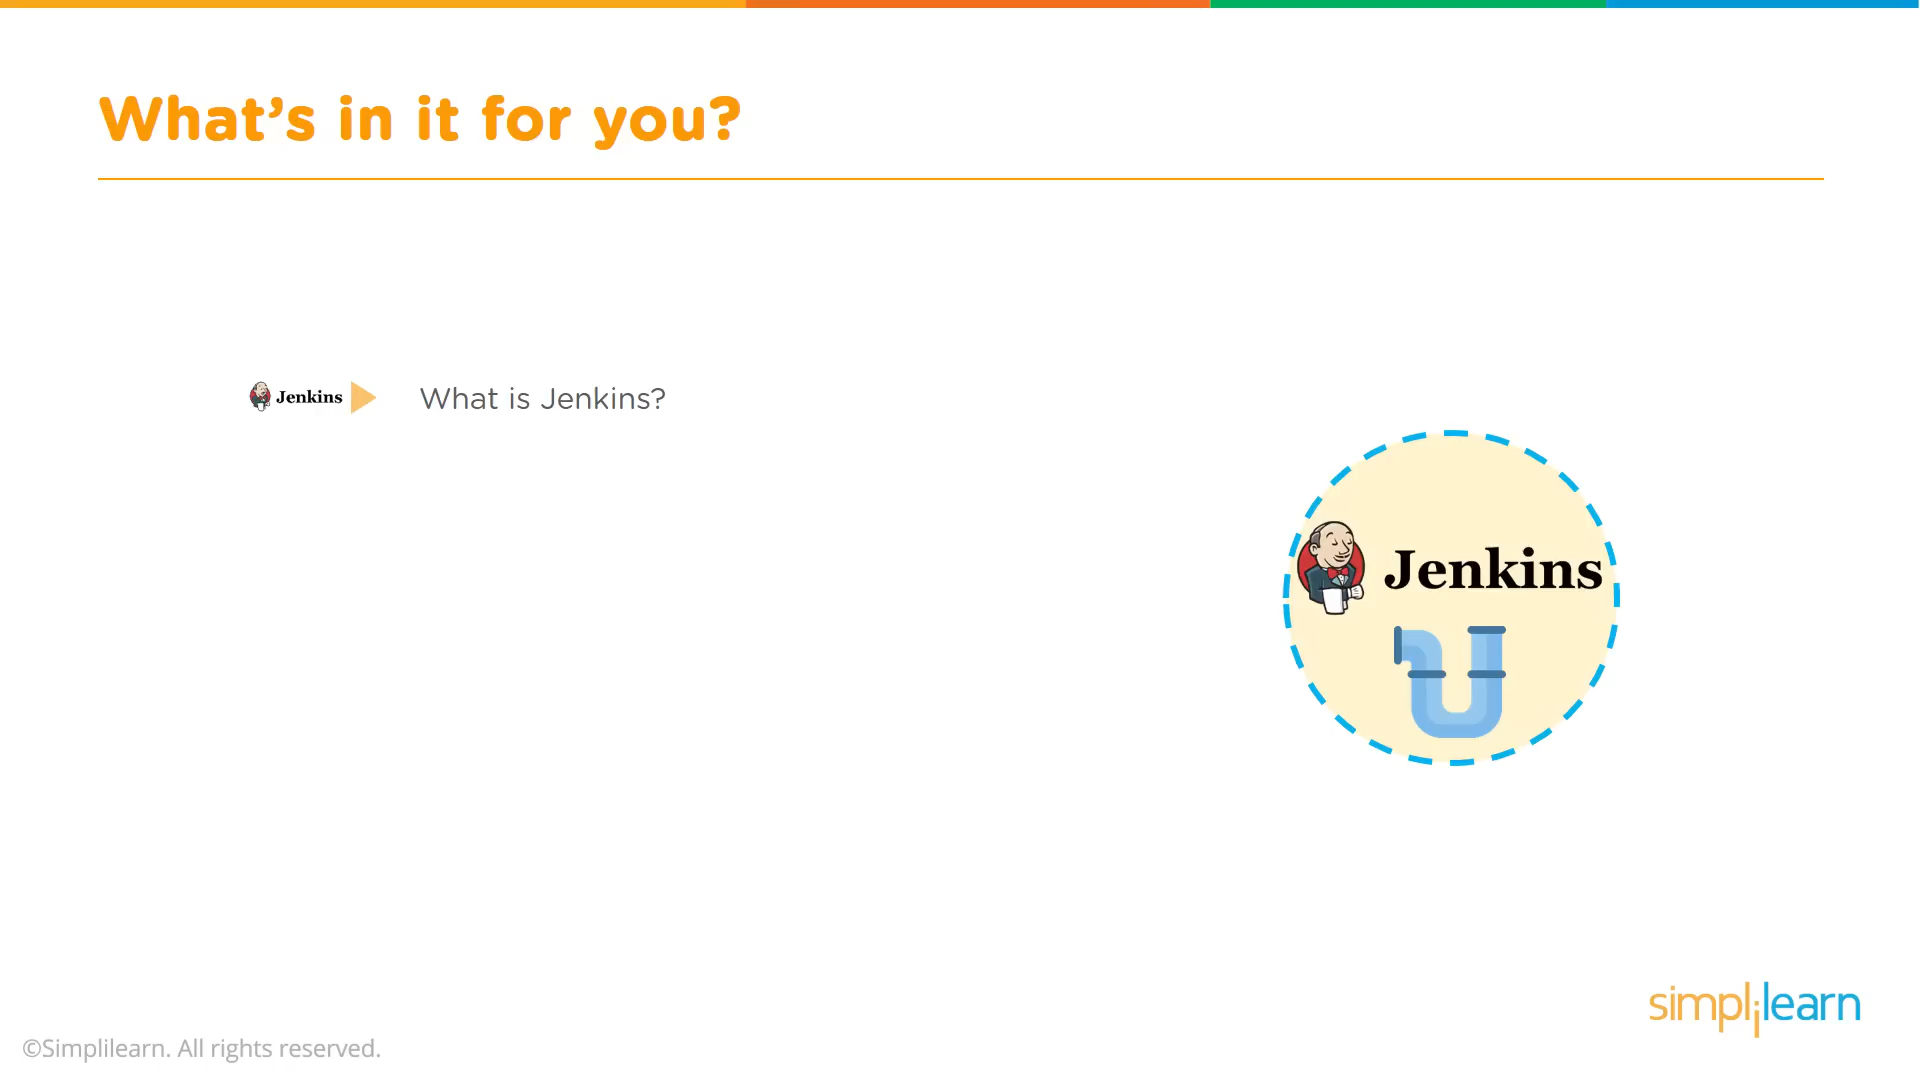 What’s in it for you?
Jenkins What is Jenkins?
Jenkins
simplilearn
©Simplilearn. All rights reserved.